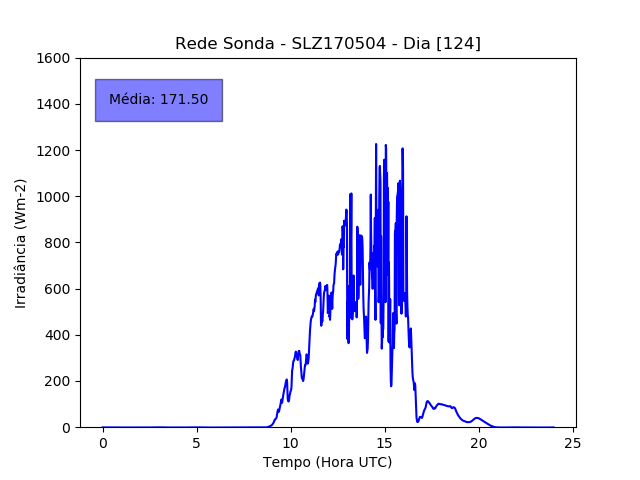 Rede Sonda - SLZ170504 - Dia [124]
1600
1400
1200
1000
800
600
400
200
0
Irradiância (Wm-2)
Média: 171.50
0 5 10 15 20 25
Tempo (Hora UTC)